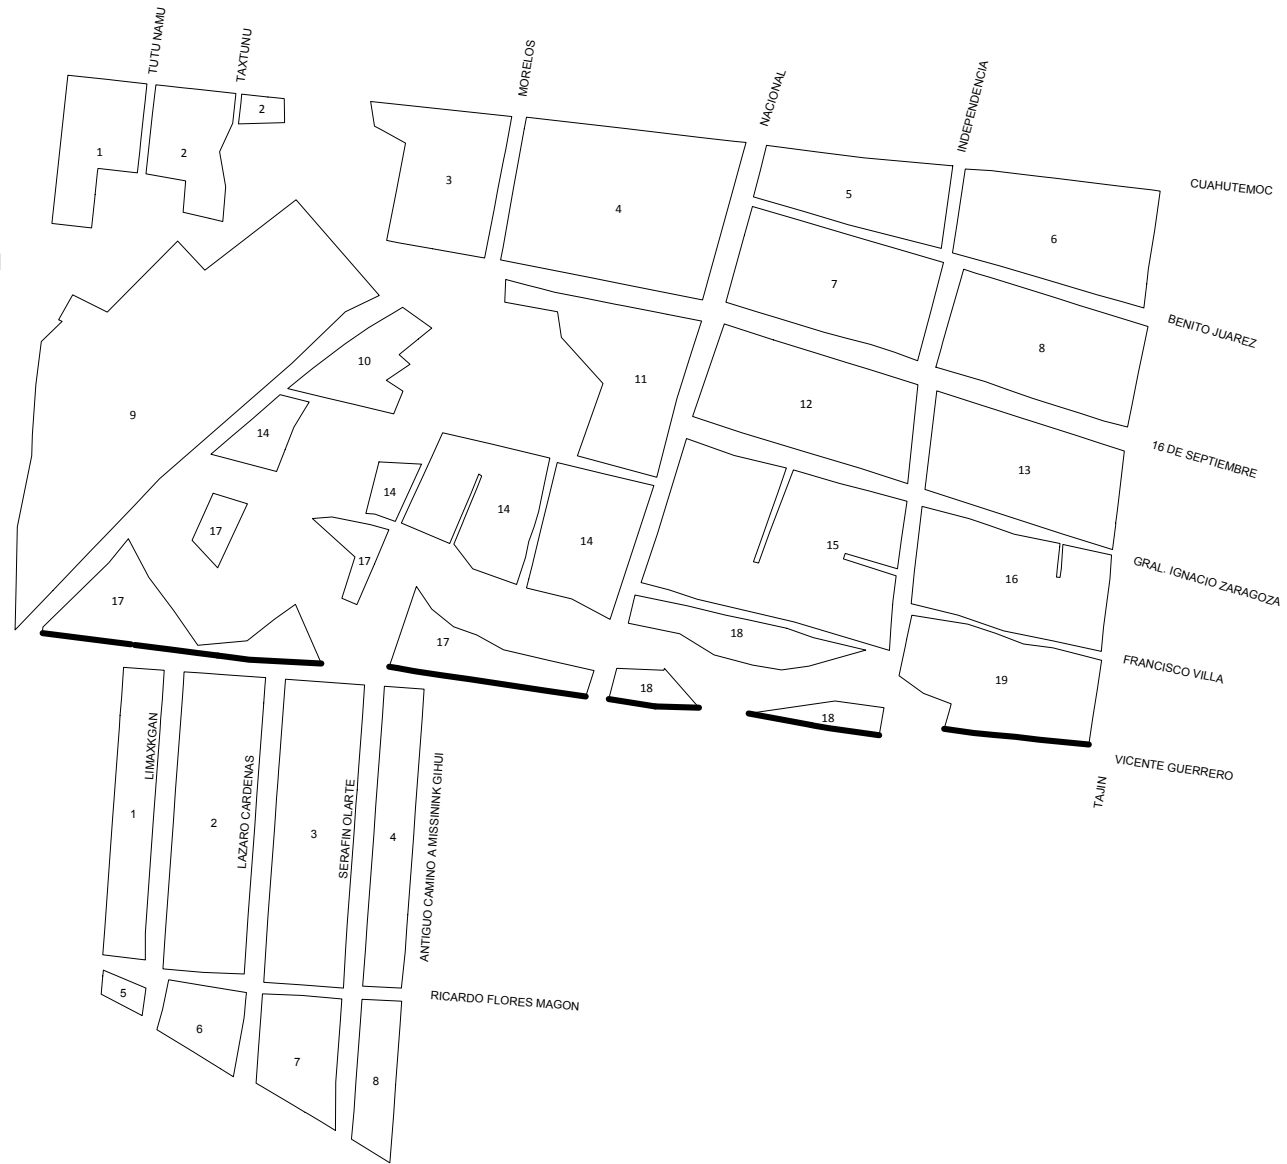 TUTU NAMU
TAXTUNU
MORELOS
NACIONAL
INDEPENDENCIA
CUAHUTEMOC
1
2
2
3
4
5
6
BENITO JUAREZ
7
8
9
10
11
12
16 DE SEPTIEMBRE
13
14
14
14
14
15
16
GRAL. IGNACIO ZARAGOZA
17
17
17
17
18
18
18
19
FRANCISCO VILLA
VICENTE GUERRERO
TAJIN
LIMAXKGAN
LAZARO CARDENAS
SERAFIN OLARTE
ANTIGUO CAMINO A MISSININK GIHUI
1
2
3
4
RICARDO FLORES MAGON
5
6
7
8